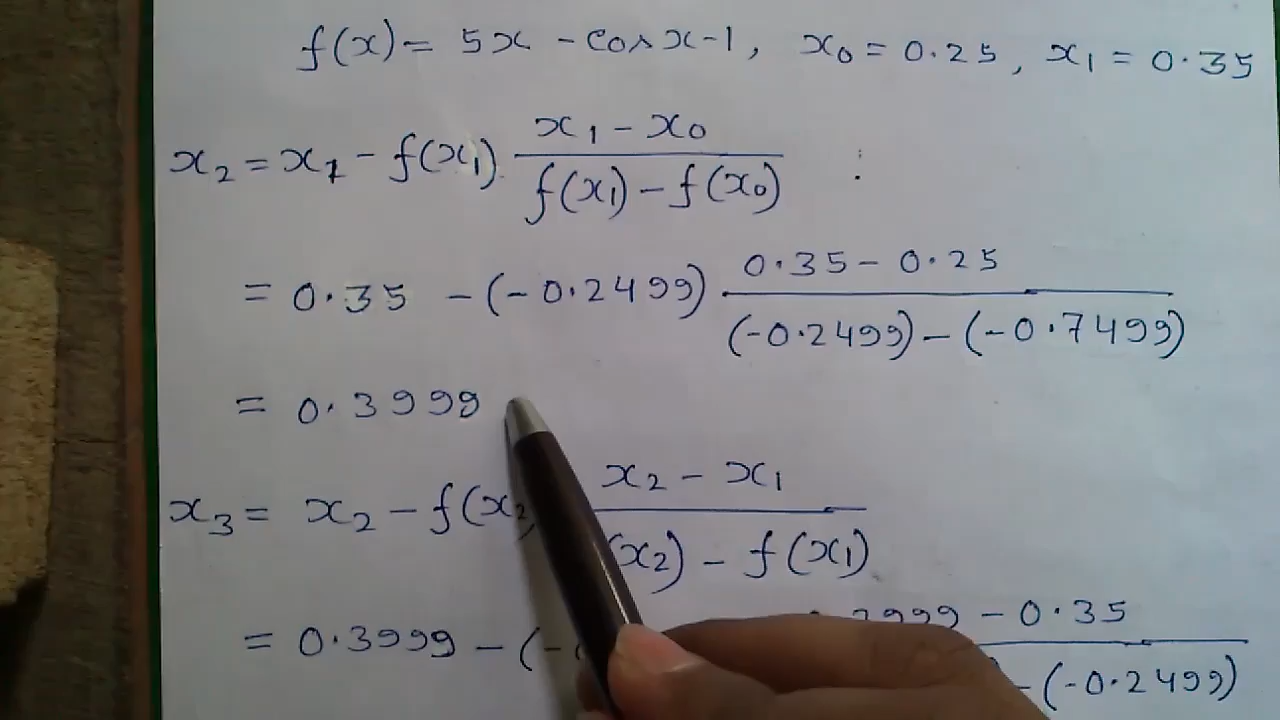 f(x) = 5x - cosx-1, x0 = 0.25, x1 = 0.35
x2 = x1 - f(x1) . (x1 - x0) / (f(x1) - f(x0)) :
= 0.35 - (-0.2499) (0.35 - 0.25) / ((-0.2499) - (-0.7499))
= 0.3999
x3 = x2 - f(x2 x2 - x1 / (x2) - f(x1)
= 0.3999 - (- 3999 - 0.35 / - (-0.2499)